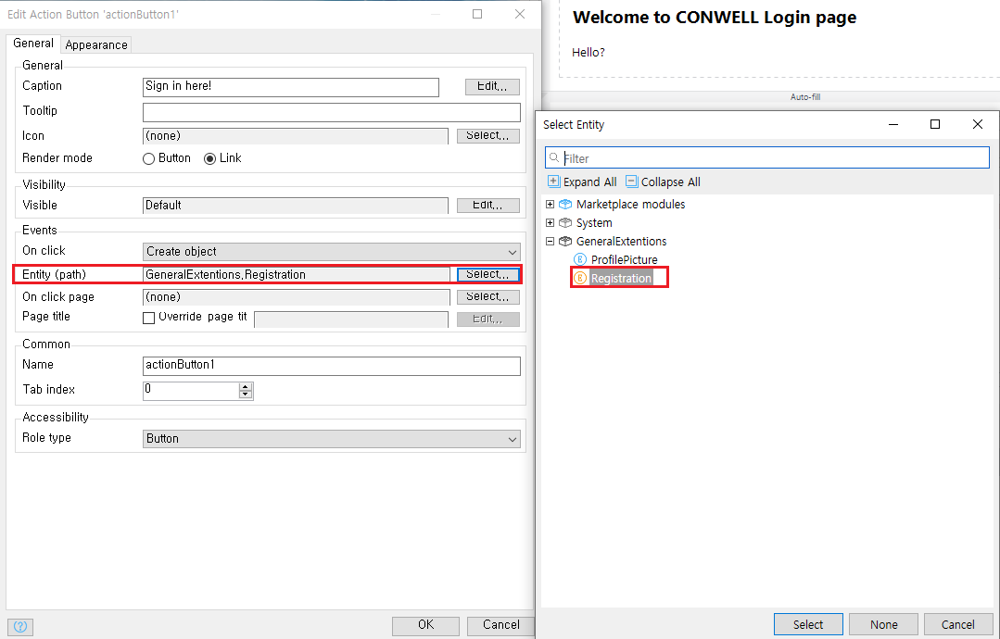 Edit Action Button 'actionButton1'
General
Appearance
General
Caption
Sign in here!
Edit...
Tooltip
Icon
(none)
Select...
Render mode
Button
Link
Visibility
Visible
Default
Edit...
Events
On click
Create object
Entity (path)
GeneralExtentions.Registration
Select...
On click page
(none)
Select...
Page title
Override page tit
Edit...
Common
Name
actionButton1
Tab index
0
Accessibility
Role type
Button
OK
Cancel
Welcome to CONWELL Login page
Hello?
Auto-fill
Select Entity
Filter
Expand All
Collapse All
Marketplace modules
System
GeneralExtentions
E ProfilePicture
E Registration
Select
None
Cancel